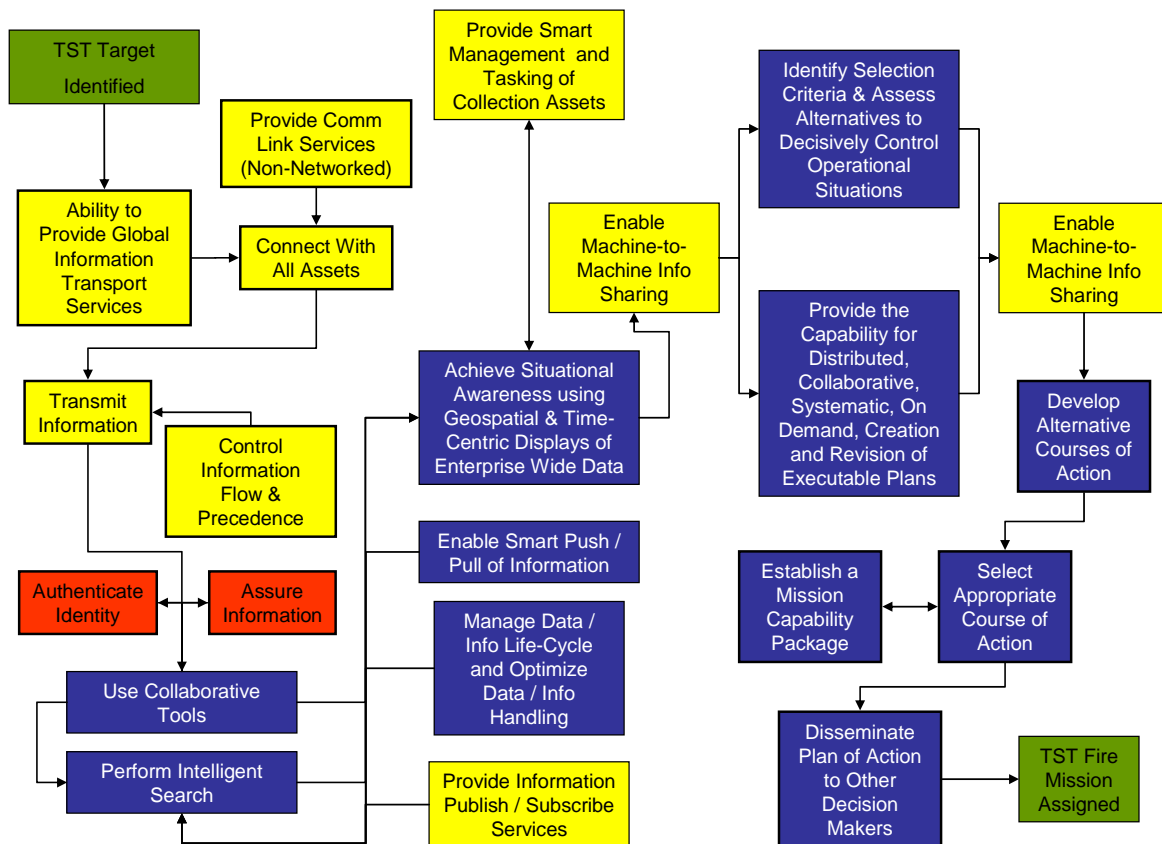 TST Target
Identified
Ability to
Provide Global
Information
Transport
Services
Provide Comm
Link Services
(Non-Networked)
Connect With
All Assets
Transmit
Information
Control
Information
Flow &
Precedence
Authenticate
Identity
Assure
Information
Use Collaborative
Tools
Perform Intelligent
Search
Provide Smart
Management and
Tasking of
Collection Assets
Achieve Situational
Awareness using
Geospatial & Time-
Centric Displays of
Enterprise Wide Data
Enable Smart Push /
Pull of Information
Manage Data /
Info Life-Cycle
and Optimize
Data / Info
Handling
Provide Information
Publish / Subscribe
Services
Enable
Machine-to-
Machine Info
Sharing
Identify Selection
Criteria & Assess
Alternatives to
Decisively Control
Operational
Situations
Provide the
Capability for
Distributed,
Collaborative,
Systematic, On
Demand, Creation
and Revision of
Executable Plans
Enable
Machine-to-
Machine Info
Sharing
Develop
Alternative
Courses of
Action
Establish a
Mission
Capability
Package
Select
Appropriate
Course of
Action
Disseminate
Plan of Action
to Other
Decision
Makers
TST Fire
Mission
Assigned